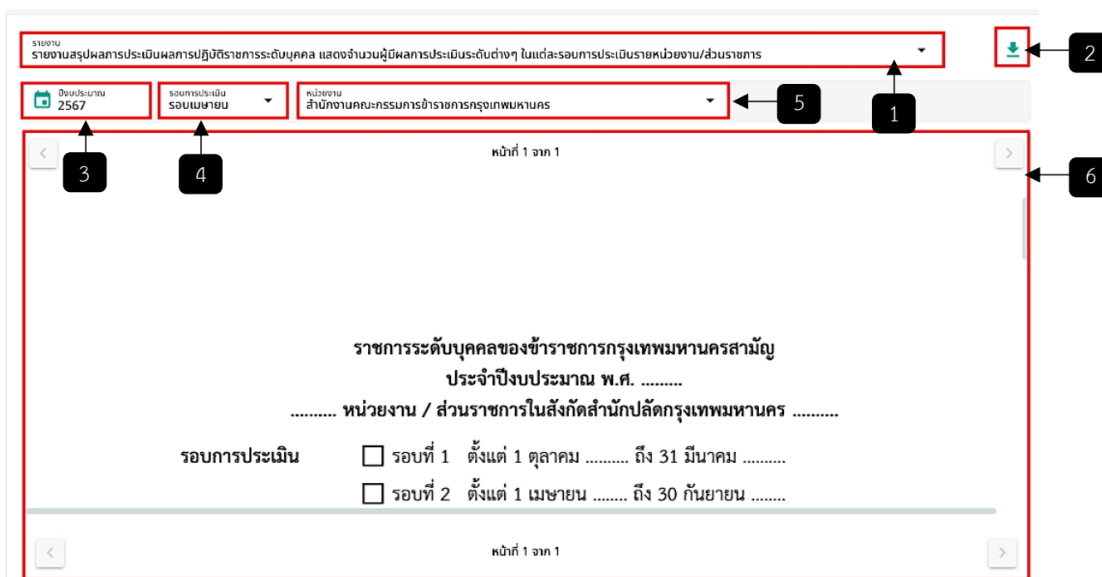 รายงาน
รายงานสรุปผลการประเมินผลการปฏิบัติราชการระดับบุคคล แสดงจำนวนผู้มีผลการประเมินระดับต่างๆ ในแต่ละรอบการประเมินรายหน่วยงาน/ส่วนราชการ
2
ปีงบประมาณ
2567
รอบการประเมิน
รอบเมษายน
หน่วยงาน
สำนักงานคณะกรรมการข้าราชการกรุงเทพมหานคร
5
1
3
4
หน้าที่ 1 จาก 1
6
ราชการระดับบุคคลของข้าราชการกรุงเทพมหานครสามัญ
ประจำปีงบประมาณ พ.ศ. .........
.......... หน่วยงาน / ส่วนราชการในสังกัดสำนักปลัดกรุงเทพมหานคร ..........
รอบการประเมิน ☐ รอบที่ 1 ตั้งแต่ 1 ตุลาคม .......... ถึง 31 มีนาคม ..........
☐ รอบที่ 2 ตั้งแต่ 1 เมษายน ........ ถึง 30 กันยายน ........
หน้าที่ 1 จาก 1